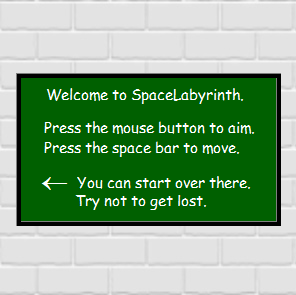 Welcome to SpaceLabyrinth.
Press the mouse button to aim.
Press the space bar to move.
← You can start over there.
Try not to get lost.